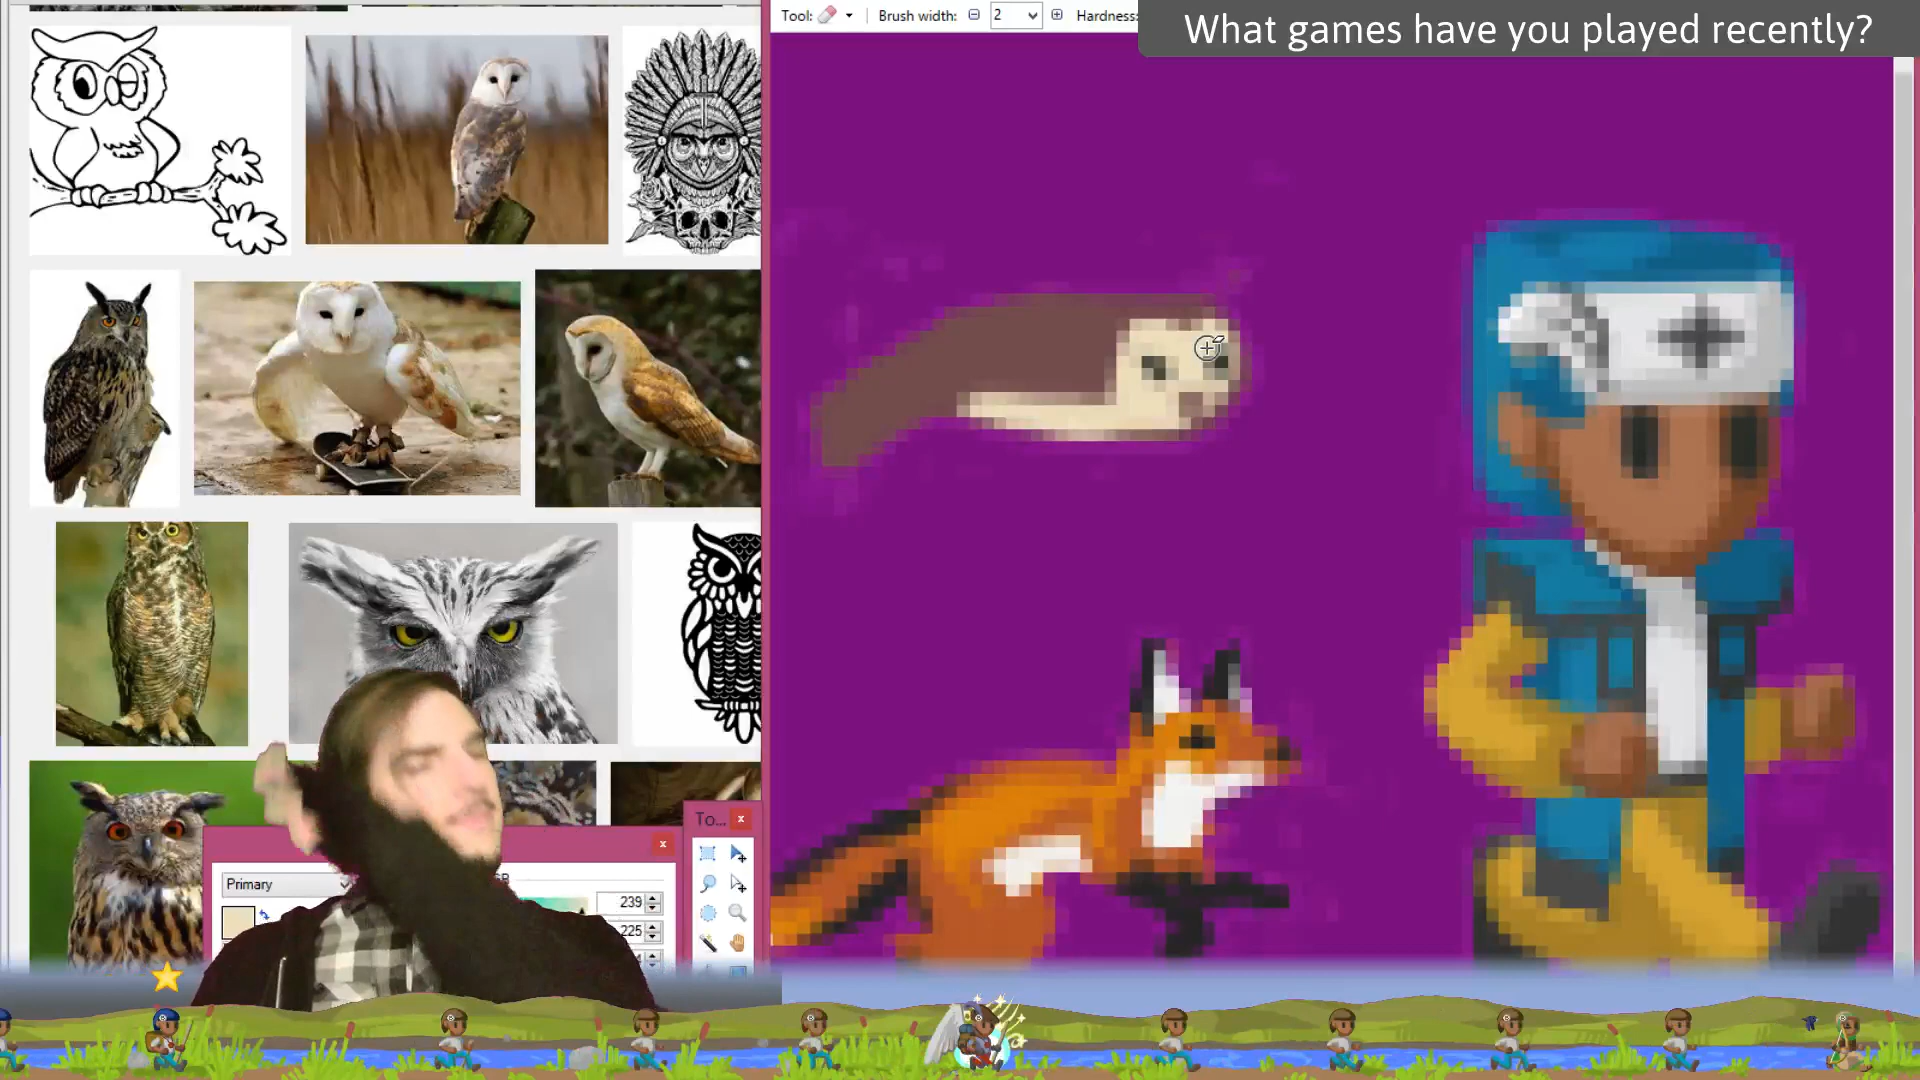 Tool:
Brush width:
2
Hardness:
What games have you played recently?
To...
Primary
239
225